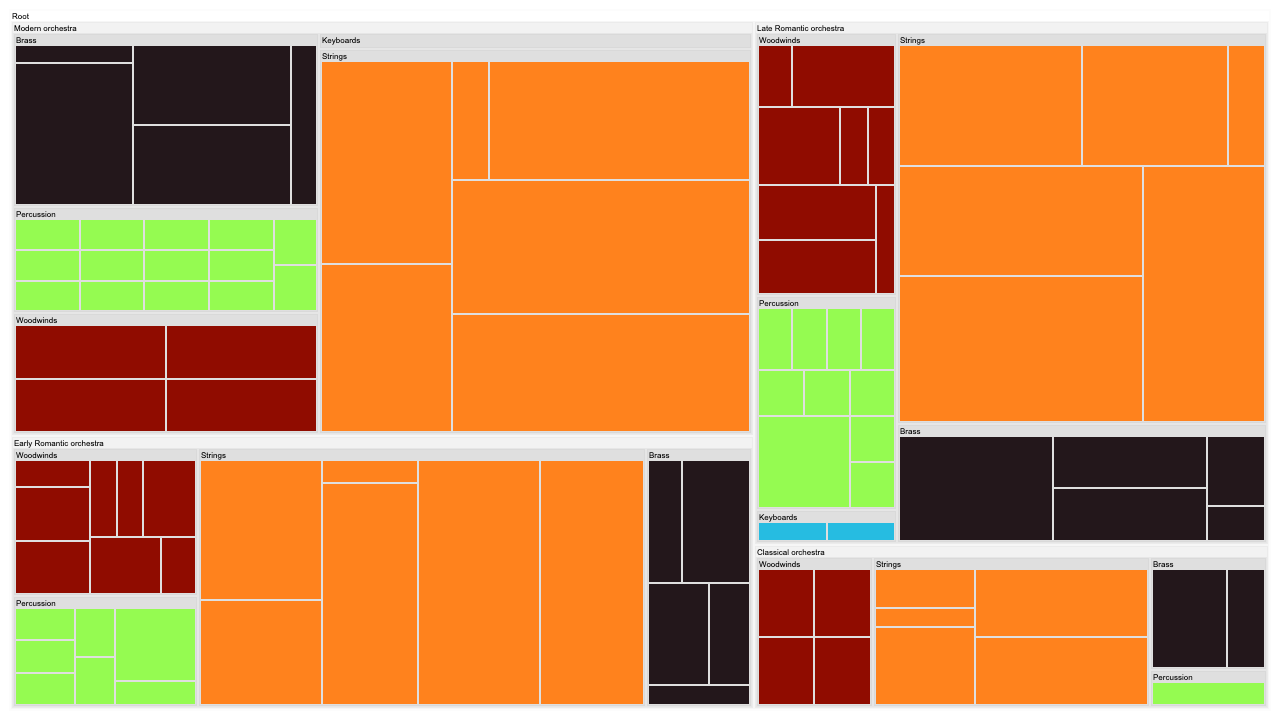 Root
Modern orchestra
Brass
Percussion
Woodwinds
Keyboards
Strings
Early Romantic orchestra
Woodwinds
Percussion
Strings
Brass
Late Romantic orchestra
Woodwinds
Percussion
Keyboards
Strings
Brass
Classical orchestra
Woodwinds
Strings
Brass
Percussion